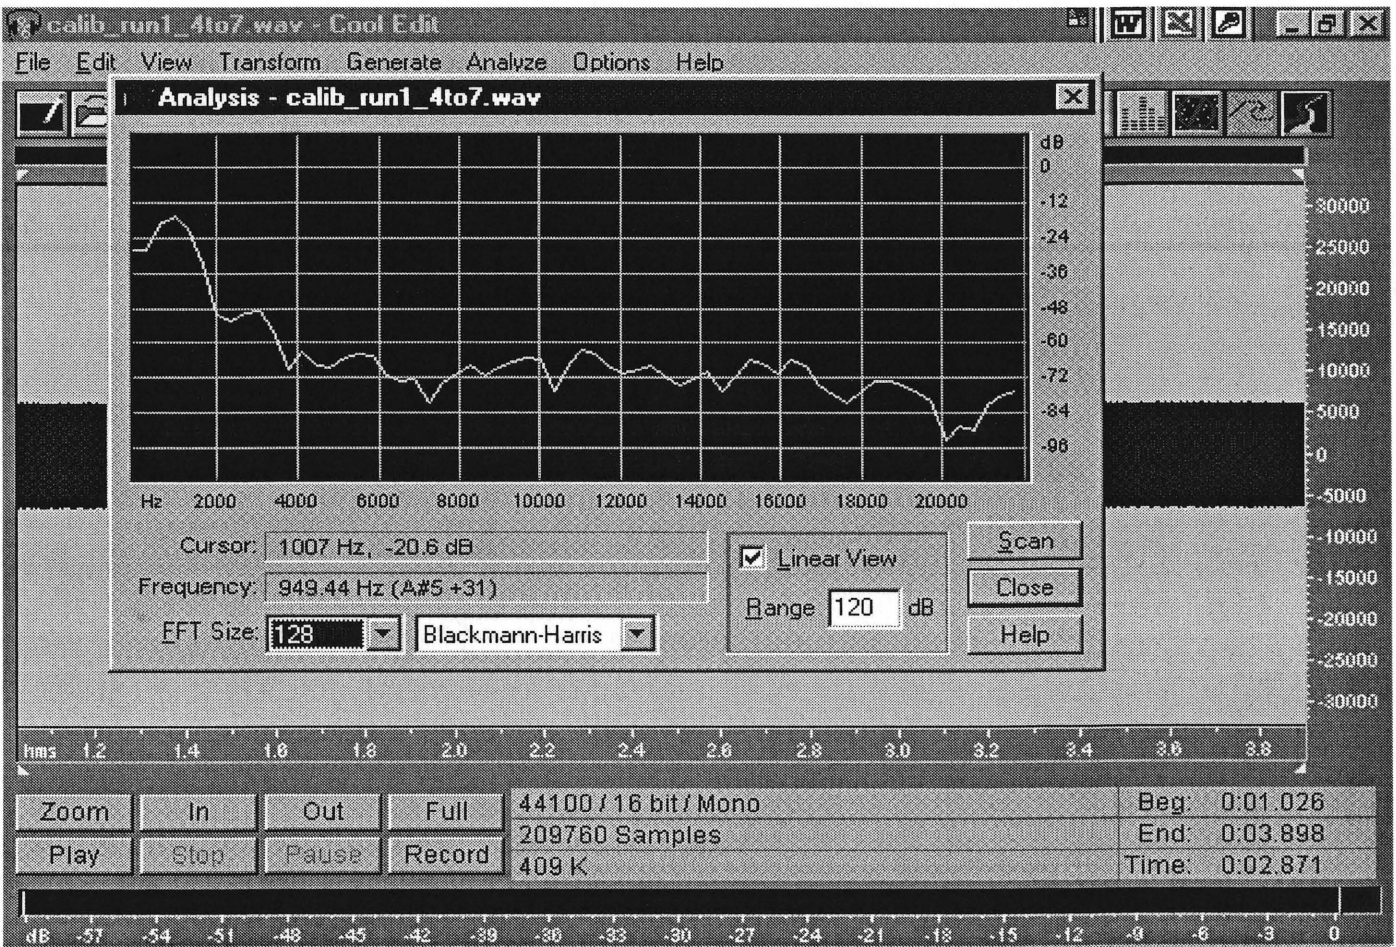 calib_run1_4to7.wav - Cool Edit
File Edit View Transform Generate Analyze Options Help
Analysis - calib_run1_4to7.wav
dB
0
-12
-24
-36
-48
-60
-72
-84
-96
Hz 2000 4000 6000 8000 10000 12000 14000 16000 18000 20000
Cursor: 1007 Hz, -20.6 dB
Frequency: 949.44 Hz (A#5 +31)
FFT Size: 128 Blackmann-Harris
Linear View
Range 120 dB
Scan
Close
Help
30000
25000
20000
15000
10000
5000
0
-5000
-10000
-15000
-20000
-25000
-30000
hms 1.2 1.4 1.6 1.8 2.0 2.2 2.4 2.6 2.8 3.0 3.2 3.4 3.6 3.8
Zoom In Out Full
Play Stop Pause Record
44100 / 16 bit / Mono
209760 Samples
409 K
Beg: 0:01.026
End: 0:03.898
Time: 0:02.871
dB -57 -54 -51 -48 -45 -42 -39 -36 -33 -30 -27 -24 -21 -18 -15 -12 -9 -6 -3 0